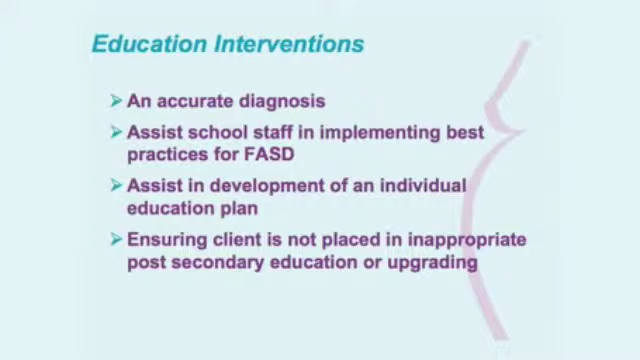 Education Interventions
➢ An accurate diagnosis
➢ Assist school staff in implementing best
practices for FASD
➢ Assist in development of an individual
education plan
➢ Ensuring client is not placed in inappropriate
post secondary education or upgrading